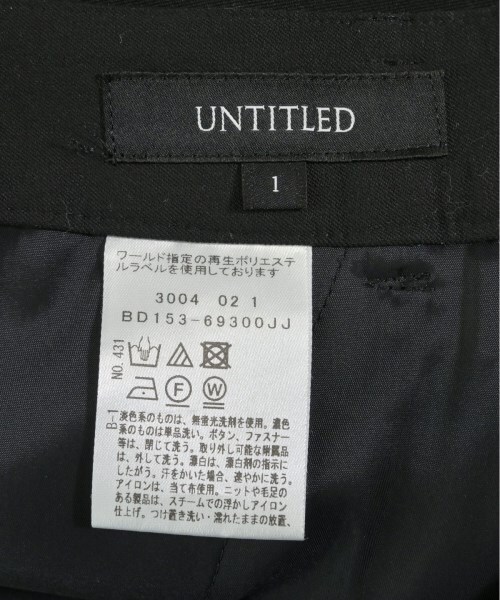 UNTITLED
1
ワールド指定の再生ポリエステ
ルラベルを使用しております
3004 02 1
BD153-69300JJ
NO. 431
F
W
B-1
淡色系のものは、無蛍光洗剤を使用。濃色
系のものは単品洗い。ボタン、ファスナー
等は、閉じて洗う。取り外し可能な附属品
は、外して洗う。漂白は、漂白剤の指示に
したがう。汗をかいた場合、速やかに洗う。
アイロンは、当て布使用。ニットや毛足の
ある製品は、スチームでの浮かしアイロン
仕上げ。つけ置き洗い・濡れたままの放置、